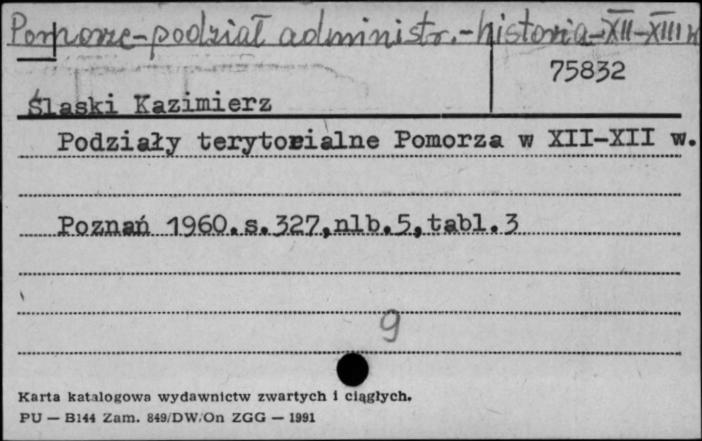 Pomorze-podział administr.-historia-XII-XIII w
75832
Śląski Kazimierz
Podziały terytorialne Pomorza w XII-XII w.
Poznań 1960.s.327,nlb.5,tabl.3
9
Karta katalogowa wydawnictw zwartych i ciągłych.
PU — B144 Zam. 849/DW/On ZGG — 1991